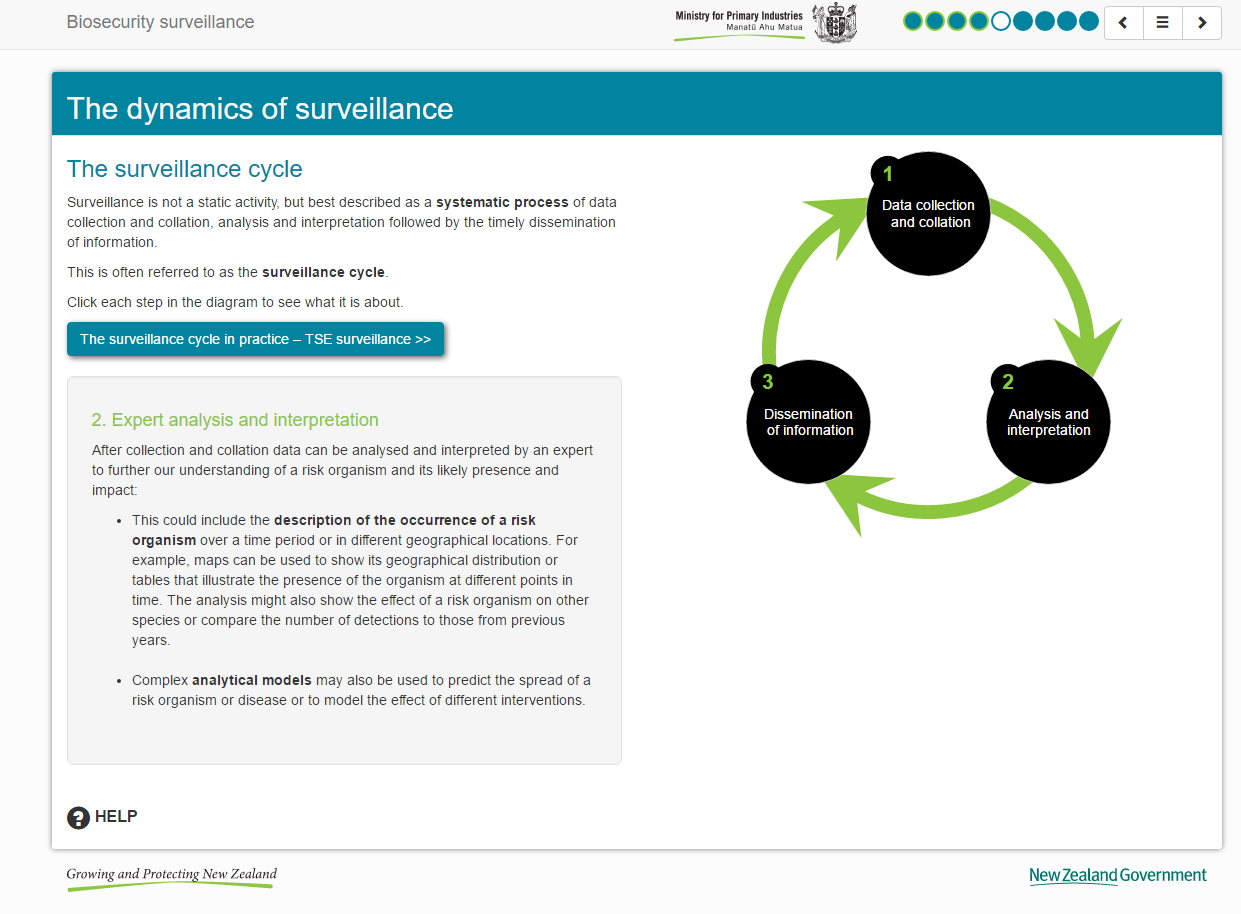 Biosecurity surveillance
Ministry for Primary Industries
Manatū Ahu Matua
The dynamics of surveillance
The surveillance cycle
Surveillance is not a static activity, but best described as a systematic process of data
collection and collation, analysis and interpretation followed by the timely dissemination
of information.
This is often referred to as the surveillance cycle.
Click each step in the diagram to see what it is about.
The surveillance cycle in practice – TSE surveillance >>
2. Expert analysis and interpretation
After collection and collation data can be analysed and interpreted by an expert
to further our understanding of a risk organism and its likely presence and
impact:
• This could include the description of the occurrence of a risk
organism over a time period or in different geographical locations. For
example, maps can be used to show its geographical distribution or
tables that illustrate the presence of the organism at different points in
time. The analysis might also show the effect of a risk organism on other
species or compare the number of detections to those from previous
years.
• Complex analytical models may also be used to predict the spread of a
risk organism or disease or to model the effect of different interventions.
1
Data collection
and collation
2
Analysis and
interpretation
3
Dissemination
of information
? HELP
Growing and Protecting New Zealand
New Zealand Government